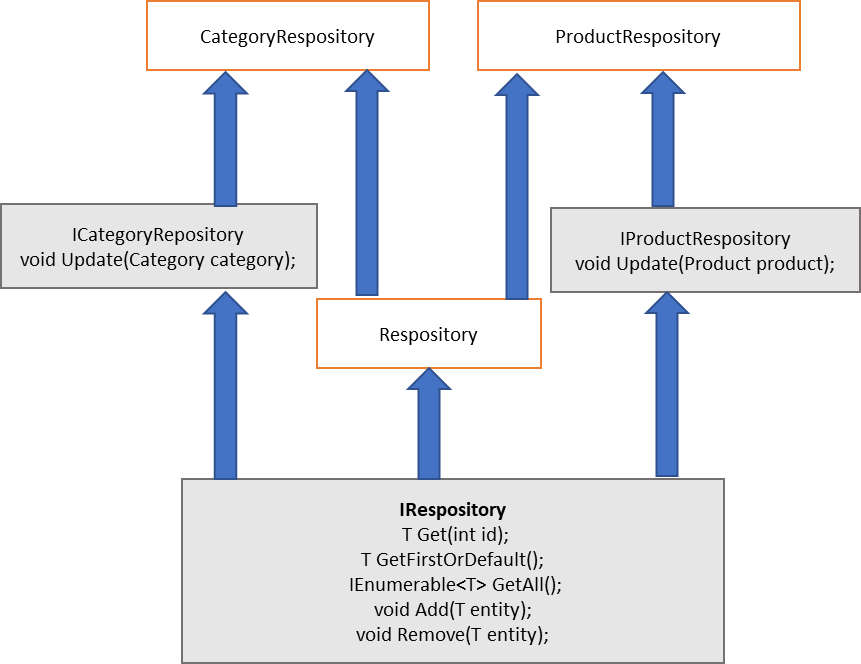 CategoryRespository
ProductRespository
ICategoryRepository
void Update(Category category);
IProductRespository
void Update(Product product);
Respository
IRespository
T Get(int id);
T GetFirstOrDefault();
IEnumerable<T> GetAll();
void Add(T entity);
void Remove(T entity);